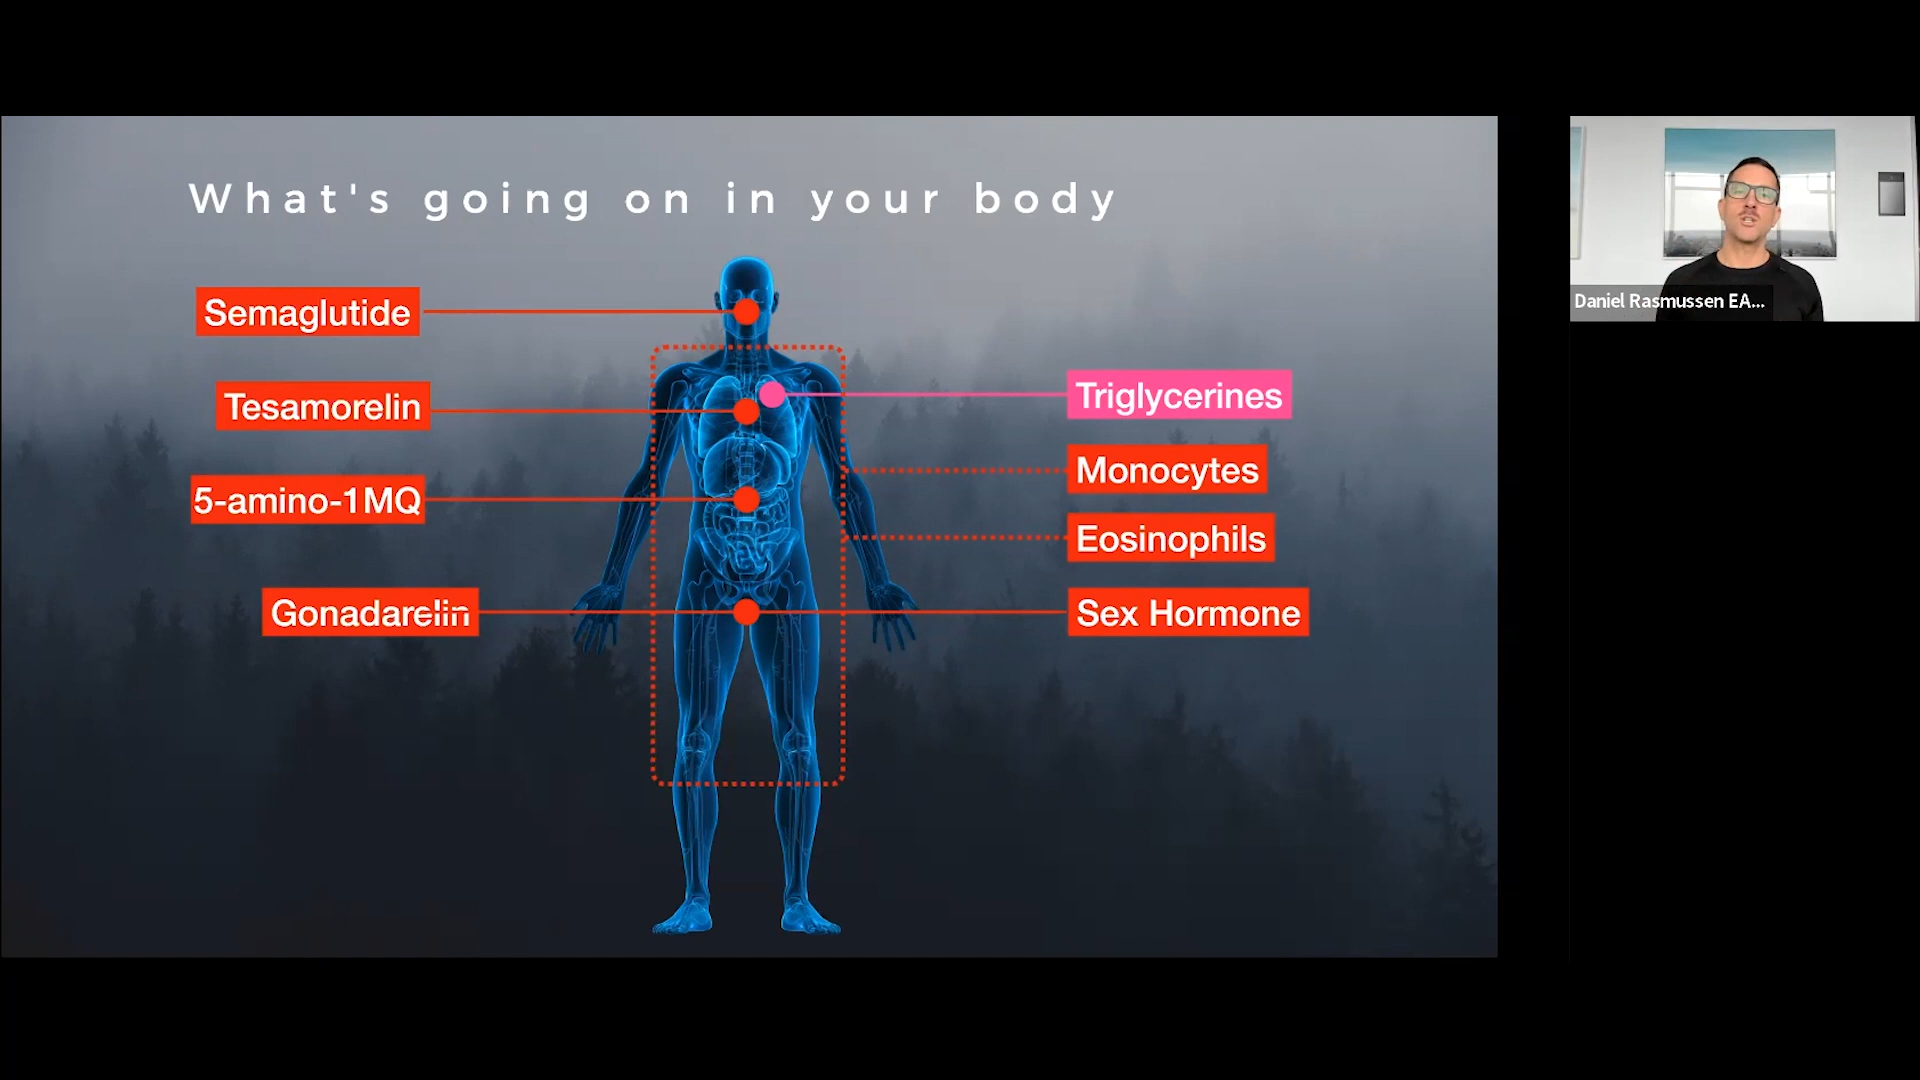 What's going on in your body
Semaglutide
Tesamorelin
5-amino-1MQ
Gonadarelin
Triglycerines
Monocytes
Eosinophils
Sex Hormone
Daniel Rasmussen EA...